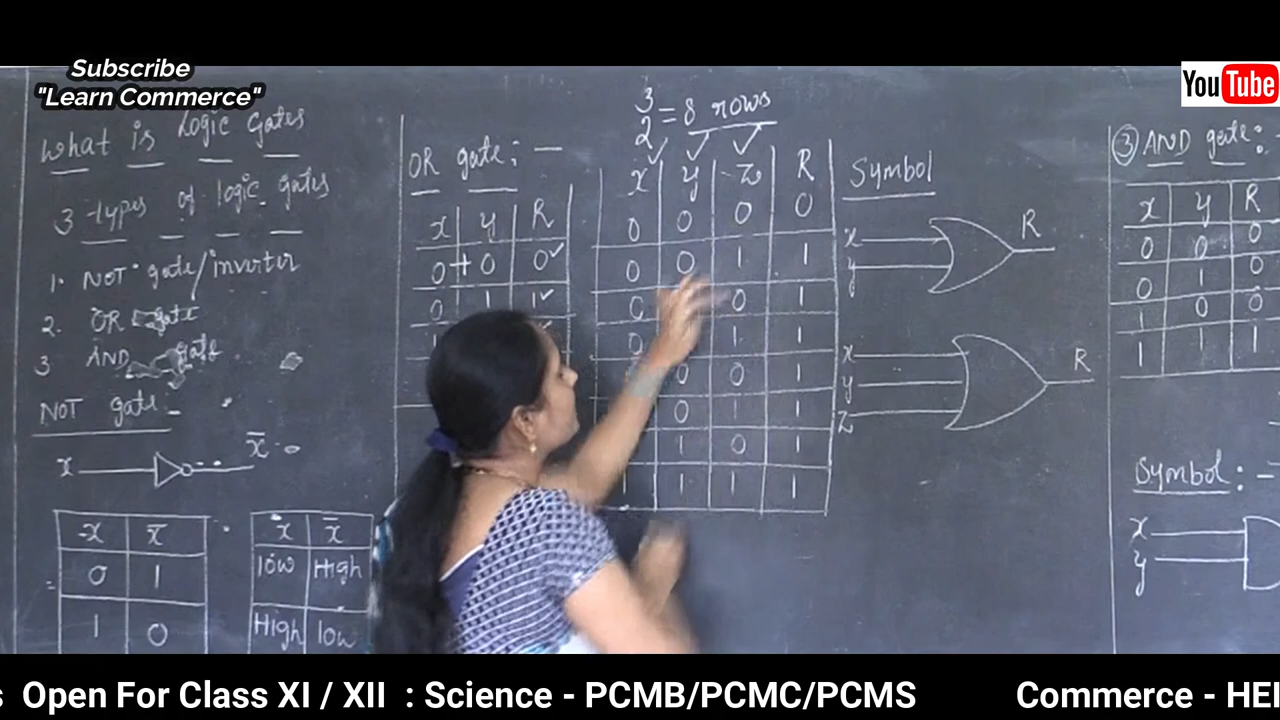 Subscribe
"Learn Commerce"
YouTube
What is Logic Gates
3 types of logic gates
1. NOT gate/inverter
2. OR gate
3 AND gate
NOT gate:-
x x̄
x x̄
0 1
1 0
x x̄
low High
High low
OR gate:-
x y R
0 + 0 0 ✓
0 1 1 ✓
2³ = 8 rows
x y z R
0 0 0 0
0 0 1 1
0 0 1
0 1 1
0 0 1
0 1 1
1 0 1
1 1 1 1
Symbol
x
y
R
x
y
z
R
③ AND gate:
x y R
0 0 0
0 1 0
1 0 0
1 1 1
Symbol:-
x
y
s Open For Class XI / XII : Science - PCMB/PCMC/PCMS Commerce - HE